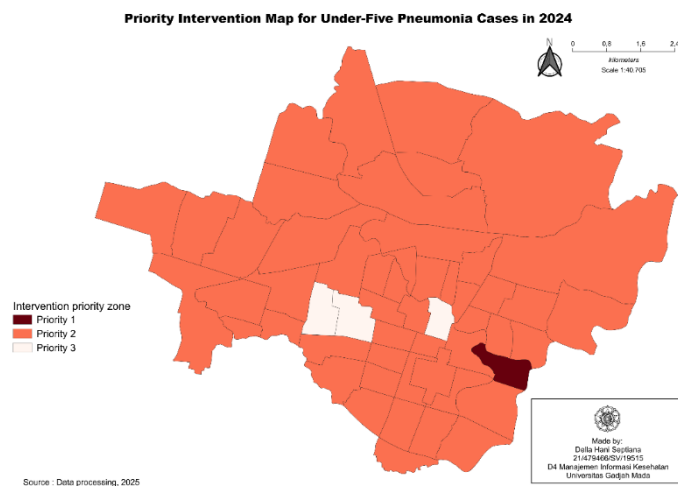 Priority Intervention Map for Under-Five Pneumonia Cases in 2024
N
0 0,8 1,6 2,4
kilometers
Scale 1:40.705
Intervention priority zone
Priority 1
Priority 2
Priority 3
Made by:
Della Hani Septiana
21/479466/SV/19515
D4 Manajemen Informasi Kesehatan
Universitas Gadjah Mada
Source : Data processing, 2025